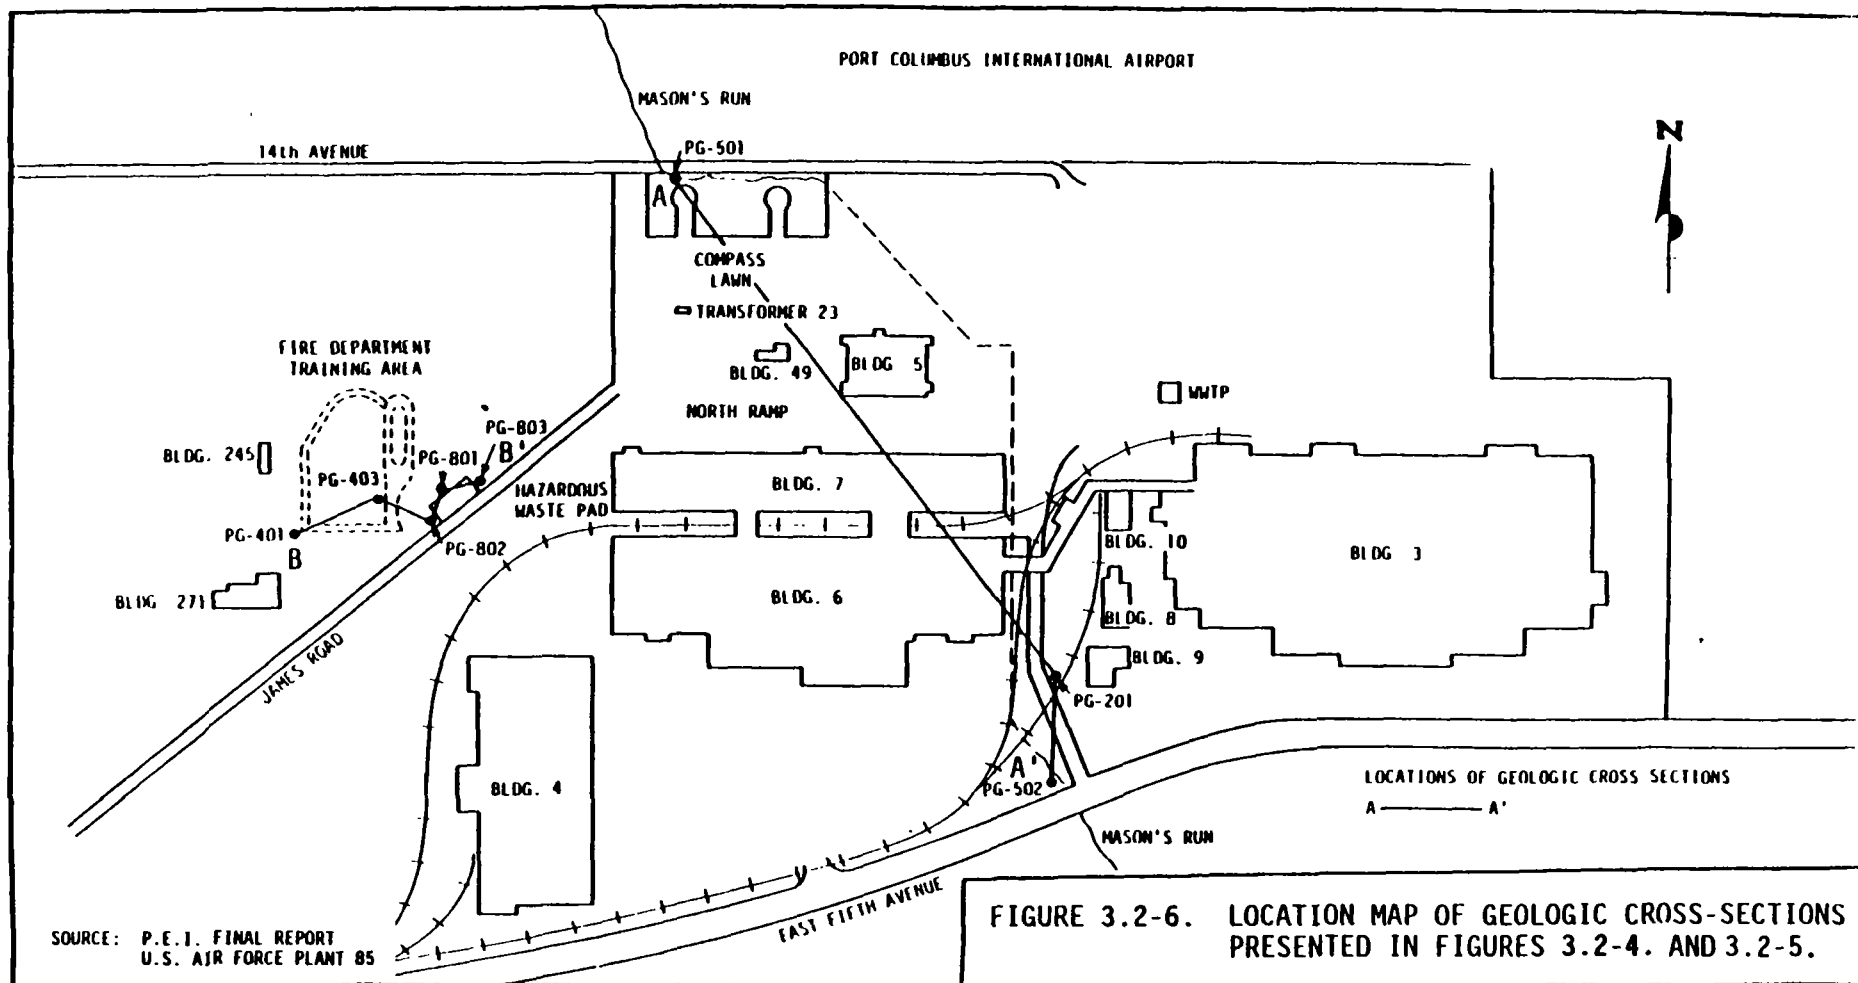 PORT COLUMBUS INTERNATIONAL AIRPORT
MASON'S RUN
N
14th AVENUE
PG-501
A
COMPASS
LAWN
TRANSFORMER 23
FIRE DEPARTMENT
TRAINING AREA
BLDG. 49
BLDG 5
WWTP
NORTH RAMP
PG-803
B'
BLDG. 245
PG-801
PG-403
HAZARDOUS
WASTE PAD
BLDG. 7
PG-401
B
PG-802
BLDG. 10
BLDG 3
BLDG 271
BLDG. 6
BLDG. 8
JAMES ROAD
BLDG. 9
PG-201
A'
PG-502
BLDG. 4
LOCATIONS OF GEOLOGIC CROSS SECTIONS
A A'
MASON'S RUN
EAST FIFTH AVENUE
SOURCE: P.E.I. FINAL REPORT
U.S. AIR FORCE PLANT 85
FIGURE 3.2-6. LOCATION MAP OF GEOLOGIC CROSS-SECTIONS
PRESENTED IN FIGURES 3.2-4. AND 3.2-5.